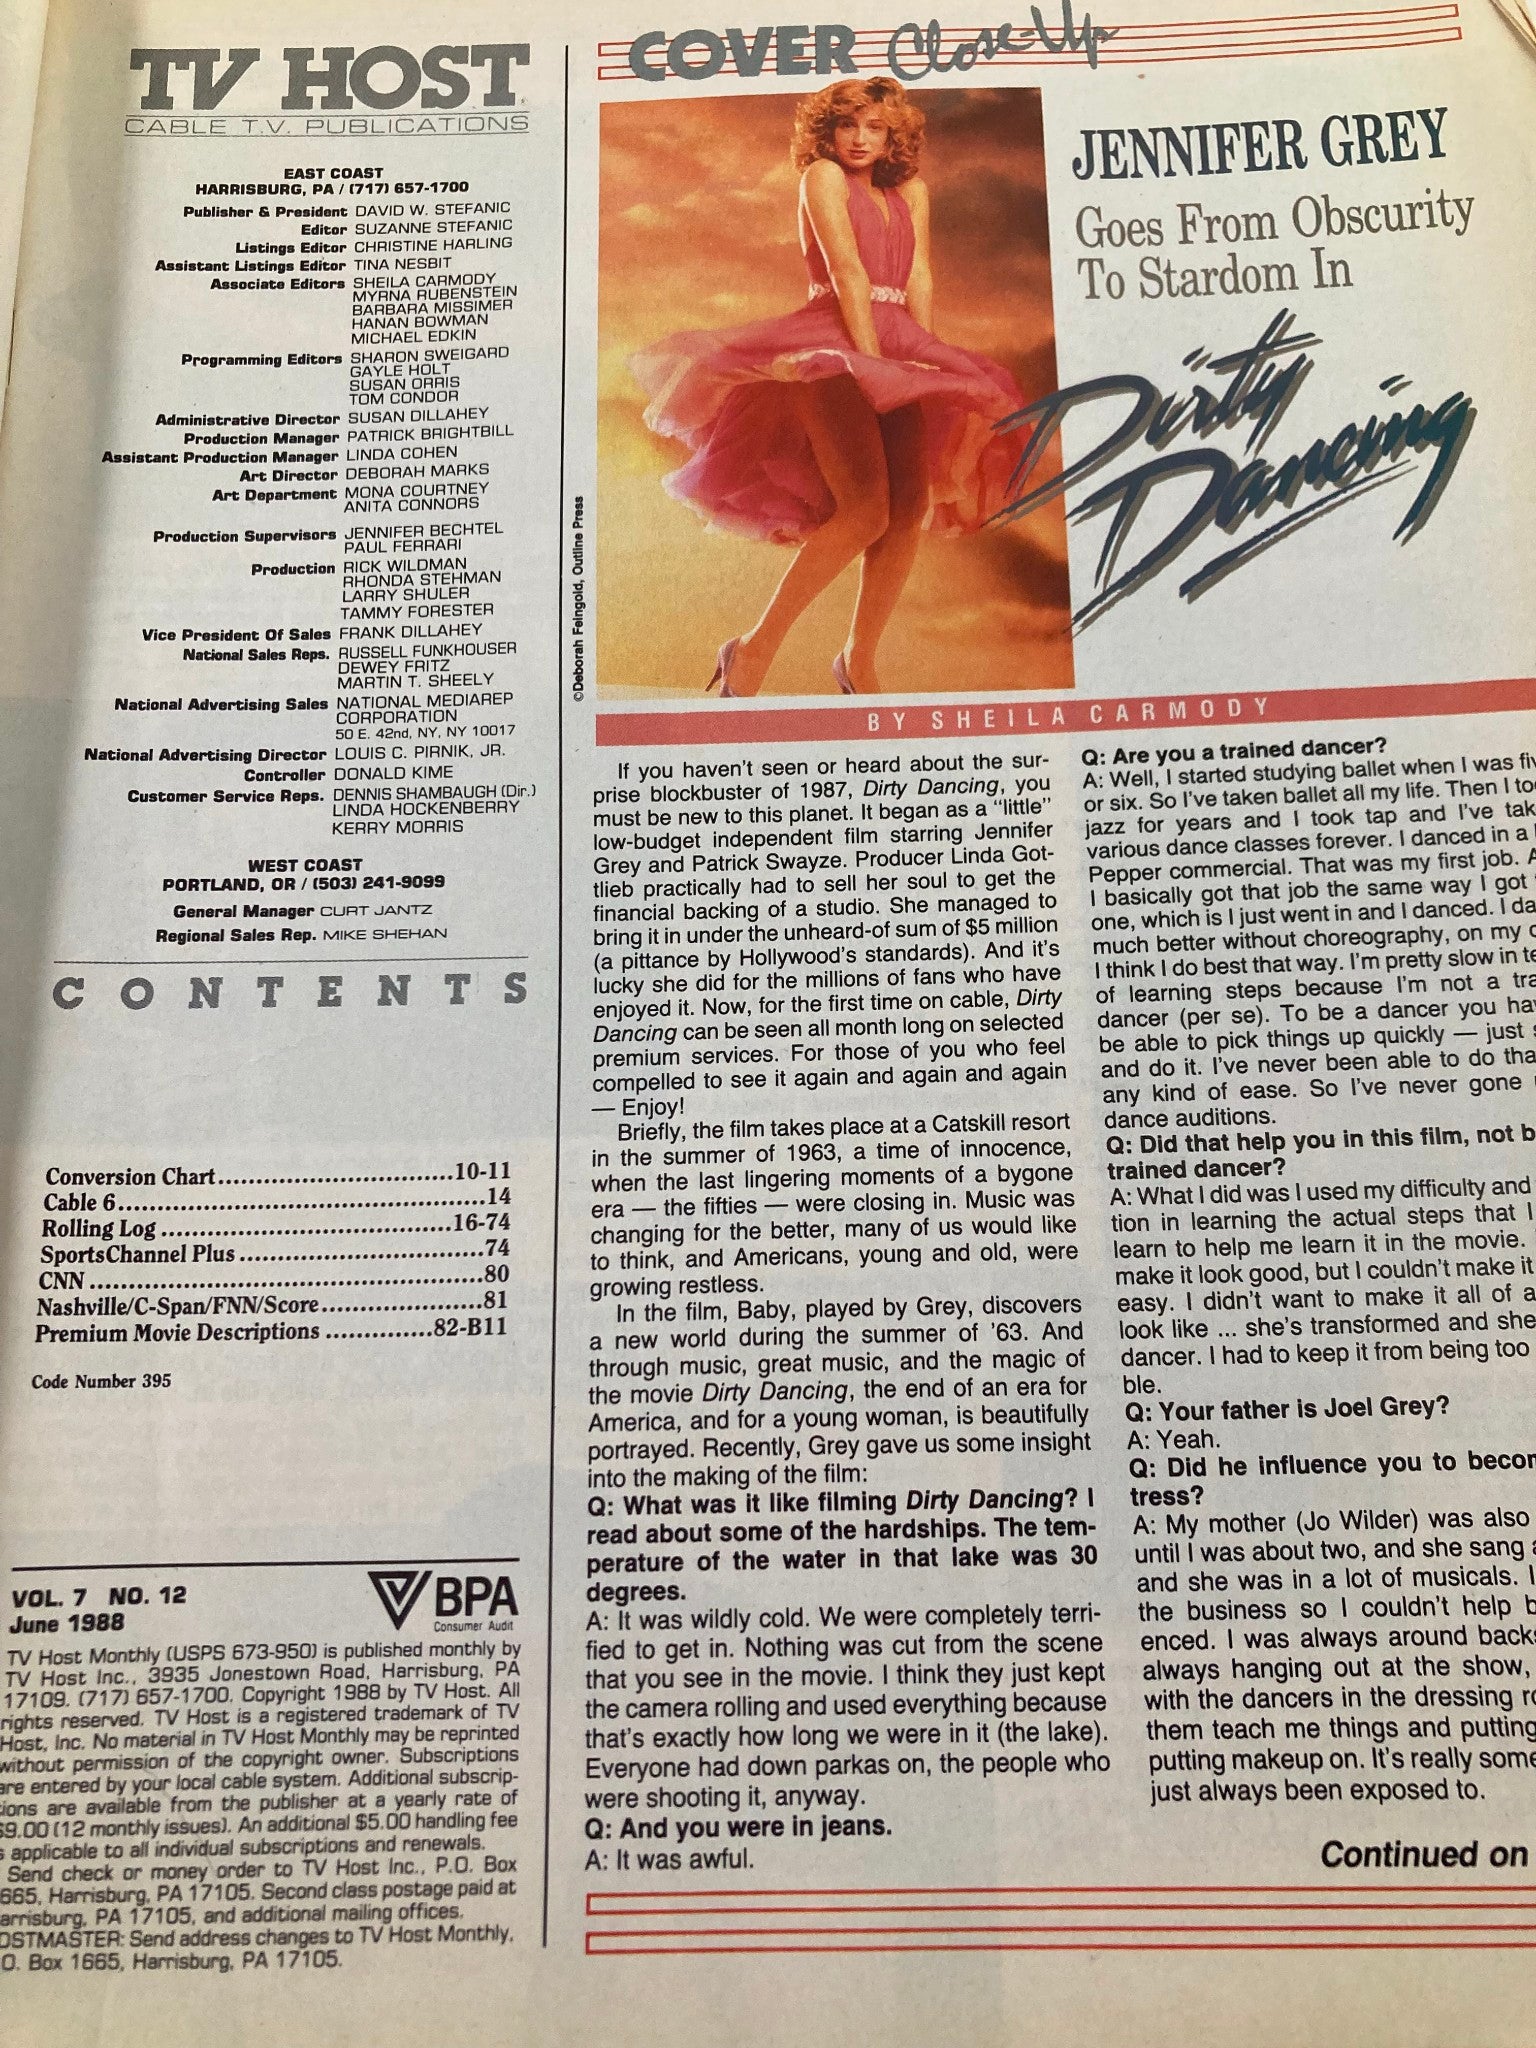 TV HOST
CABLE T.V. PUBLICATIONS
EAST COAST
HARRISBURG, PA / (717) 657-1700
Publisher & President DAVID W. STEFANIC
Editor SUZANNE STEFANIC
Listings Editor CHRISTINE HARLING
Assistant Listings Editor TINA NESBIT
Associate Editors SHEILA CARMODY
MYRNA RUBENSTEIN
BARBARA MISSIMER
HANAN BOWMAN
MICHAEL EDKIN
Programming Editors SHARON SWEIGARD
GAYLE HOLT
SUSAN ORRIS
TOM CONDOR
Administrative Director SUSAN DILLAHEY
Production Manager PATRICK BRIGHTBILL
Assistant Production Manager LINDA COHEN
Art Director DEBORAH MARKS
Art Department MONA COURTNEY
ANITA CONNORS
Production Supervisors JENNIFER BECHTEL
PAUL FERRARI
Production RICK WILDMAN
RHONDA STEHMAN
LARRY SHULER
TAMMY FORESTER
Vice President Of Sales FRANK DILLAHEY
National Sales Reps. RUSSELL FUNKHOUSER
DEWEY FRITZ
MARTIN T. SHEELY
National Advertising Sales NATIONAL MEDIAREP
CORPORATION
50 E. 42nd, NY, NY 10017
National Advertising Director LOUIS C. PIRNIK, JR.
Controller DONALD KIME
Customer Service Reps. DENNIS SHAMBAUGH (Dir.)
LINDA HOCKENBERRY
KERRY MORRIS
WEST COAST
PORTLAND, OR / (503) 241-9099
General Manager CURT JANTZ
Regional Sales Rep. MIKE SHEHAN
CONTENTS
Conversion Chart..............................10-11
Cable 6................................................14
Rolling Log.....................................16-74
SportsChannel Plus...............................74
CNN..................................................80
Nashville/C-Span/FNN/Score....................81
Premium Movie Descriptions..............82-B11
Code Number 395
VOL. 7 NO. 12
June 1988
BPA
Consumer Audit
TV Host Monthly (USPS 673-950) is published monthly by
TV Host Inc., 3935 Jonestown Road, Harrisburg, PA
17109. (717) 657-1700. Copyright 1988 by TV Host. All
rights reserved. TV Host is a registered trademark of TV
Host, Inc. No material in TV Host Monthly may be reprinted
without permission of the copyright owner. Subscriptions
are entered by your local cable system. Additional subscrip-
ions are available from the publisher at a yearly rate of
$9.00 (12 monthly issues). An additional $5.00 handling fee
s applicable to all individual subscriptions and renewals.
Send check or money order to TV Host Inc., P.O. Box
665, Harrisburg, PA 17105. Second class postage paid at
arrisburg, PA 17105, and additional mailing offices.
OSTMASTER: Send address changes to TV Host Monthly,
O. Box 1665, Harrisburg, PA 17105.
COVER Close-Up
©Deborah Feingold, Outline Press
JENNIFER GREY
Goes From Obscurity
To Stardom In
Dirty
Dancing
BY SHEILA CARMODY
If you haven't seen or heard about the sur-
prise blockbuster of 1987, Dirty Dancing, you
must be new to this planet. It began as a "little"
low-budget independent film starring Jennifer
Grey and Patrick Swayze. Producer Linda Got-
tlieb practically had to sell her soul to get the
financial backing of a studio. She managed to
bring it in under the unheard-of sum of $5 million
(a pittance by Hollywood's standards). And it's
lucky she did for the millions of fans who have
enjoyed it. Now, for the first time on cable, Dirty
Dancing can be seen all month long on selected
premium services. For those of you who feel
compelled to see it again and again and again
— Enjoy!
Briefly, the film takes place at a Catskill resort
in the summer of 1963, a time of innocence,
when the last lingering moments of a bygone
era — the fifties — were closing in. Music was
changing for the better, many of us would like
to think, and Americans, young and old, were
growing restless.
In the film, Baby, played by Grey, discovers
a new world during the summer of '63. And
through music, great music, and the magic of
the movie Dirty Dancing, the end of an era for
America, and for a young woman, is beautifully
portrayed. Recently, Grey gave us some insight
into the making of the film:
Q: What was it like filming Dirty Dancing? I
read about some of the hardships. The tem-
perature of the water in that lake was 30
degrees.
A: It was wildly cold. We were completely terri-
fied to get in. Nothing was cut from the scene
that you see in the movie. I think they just kept
the camera rolling and used everything because
that's exactly how long we were in it (the lake).
Everyone had down parkas on, the people who
were shooting it, anyway.
Q: And you were in jeans.
A: It was awful.
Q: Are you a trained dancer?
A: Well, I started studying ballet when I was fiv
or six. So I've taken ballet all my life. Then I too
jazz for years and I took tap and I've tak
various dance classes forever. I danced in a
Pepper commercial. That was my first job. A
I basically got that job the same way I got
one, which is I just went in and I danced. I da
much better without choreography, on my o
I think I do best that way. I'm pretty slow in te
of learning steps because I'm not a tra
dancer (per se). To be a dancer you hav
be able to pick things up quickly — just s
and do it. I've never been able to do tha
any kind of ease. So I've never gone
dance auditions.
Q: Did that help you in this film, not b
trained dancer?
A: What I did was I used my difficulty and
tion in learning the actual steps that I
learn to help me learn it in the movie.
make it look good, but I couldn't make it
easy. I didn't want to make it all of a
look like ... she's transformed and she
dancer. I had to keep it from being too
ble.
Q: Your father is Joel Grey?
A: Yeah.
Q: Did he influence you to becom
tress?
A: My mother (Jo Wilder) was also
until I was about two, and she sang a
and she was in a lot of musicals. I
the business so I couldn't help b
enced. I was always around backs
always hanging out at the show,
with the dancers in the dressing ro
them teach me things and putting
putting makeup on. It's really some
just always been exposed to.
Continued on